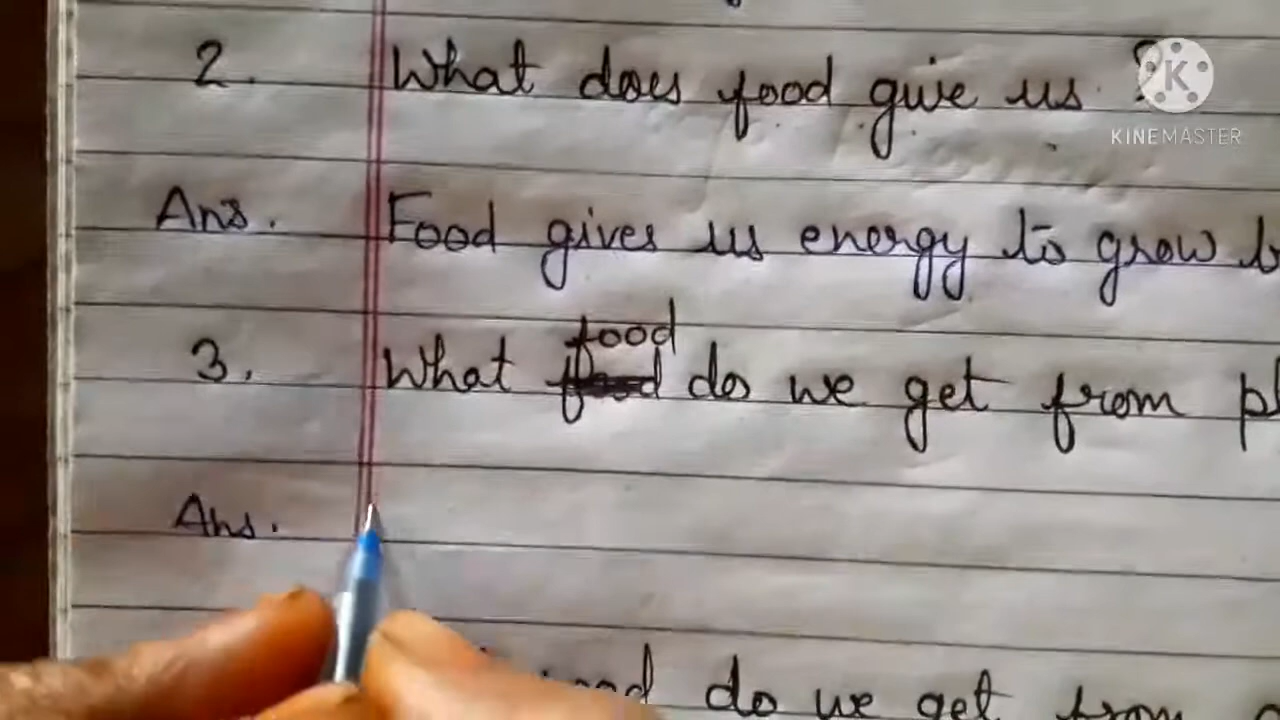 2. What does food give us ?
KINEMASTER
Ans. Food gives us energy to grow
food
3. What do we get from
Ans.
do we get from